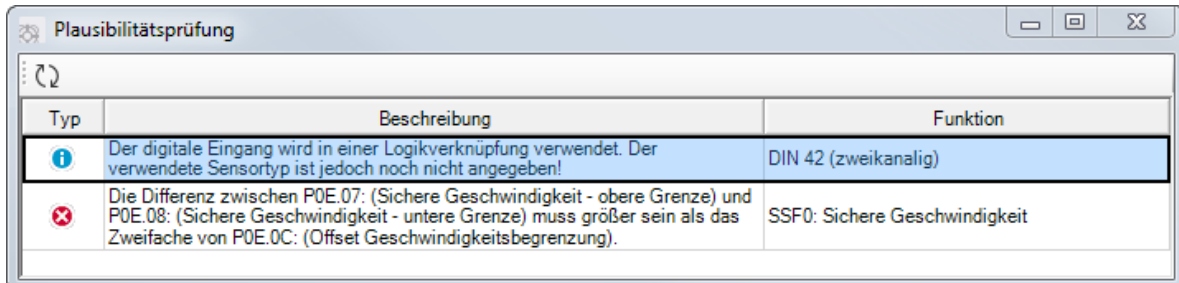 Plausibilitätsprüfung
Typ Beschreibung Funktion
Der digitale Eingang wird in einer Logikverknüpfung verwendet. Der
verwendete Sensortyp ist jedoch noch nicht angegeben!
DIN 42 (zweikanalig)
Die Differenz zwischen P0E.07: (Sichere Geschwindigkeit - obere Grenze) und
P0E.08: (Sichere Geschwindigkeit - untere Grenze) muss größer sein als das
Zweifache von P0E.0C: (Offset Geschwindigkeitsbegrenzung).
SSF0: Sichere Geschwindigkeit